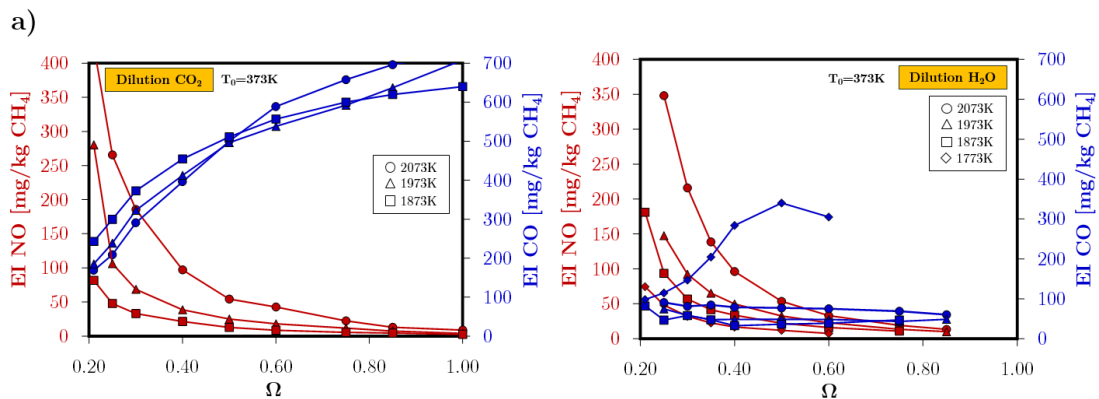 a)
Dilution CO₂ T₀=373K
EI NO [mg/kg CH₄]
400
350
300
250
200
150
100
50
0
0.20 0.40 0.60 0.80 1.00
Ω
700
600
500
400
300
200
100
0
EI CO [mg/kg CH₄]
2073K
1973K
1873K
T₀=373K Dilution H₂O
EI NO [mg/kg CH₄]
400
350
300
250
200
150
100
50
0
0.20 0.40 0.60 0.80 1.00
Ω
700
600
500
400
300
200
100
0
EI CO [mg/kg CH₄]
2073K
1973K
1873K
1773K